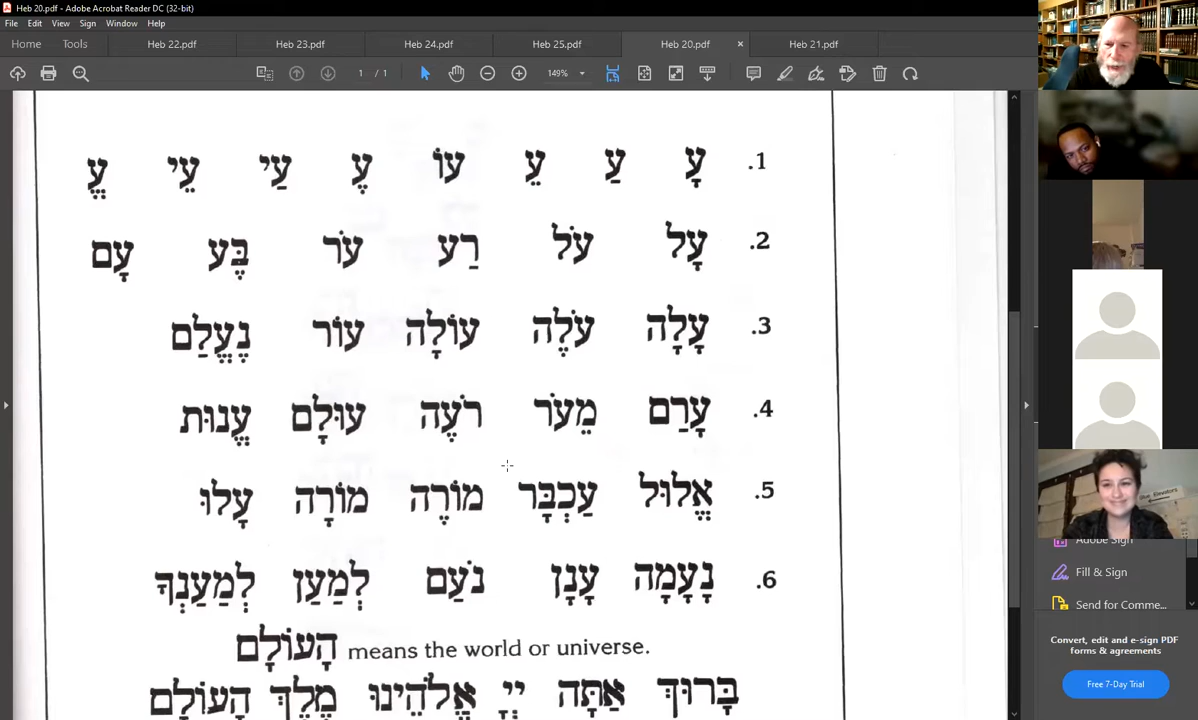 Heb 20.pdf - Adobe Acrobat Reader DC (32-bit)
File Edit View Sign Window Help
Home Tools Heb 22.pdf Heb 23.pdf Heb 24.pdf Heb 25.pdf Heb 20.pdf × Heb 21.pdf
1 / 1 149%
1. עָ עַ עֵ עוֹ עֶ עַי עֵי עֱ
2. עָל עֹל רַע עֹר בֶּע עָם
3. עָלָה עֹלֶה עוֹלָה עוֹר נֶעֱלַם
4. עָרַם מֵעֹר רֹעֶה עוּלָם עֱנוּת
5. אֱלוּל עַכְבָּר מוֹרֶה מוֹרָה עָלוּ
6. נָעָמָה עָנָן נֹעַם לְמַעַן לְמַעַנְךָ
הָעוֹלָם means the world or universe.
בָּרוּךְ אַתָּה יְיָ אֱלֹהֵינוּ מֶלֶךְ הָעוֹלָם
Blue Elevators
Adobe Sign
Fill & Sign
Send for Comme...
Convert, edit and e-sign PDF
forms & agreements
Free 7-Day Trial